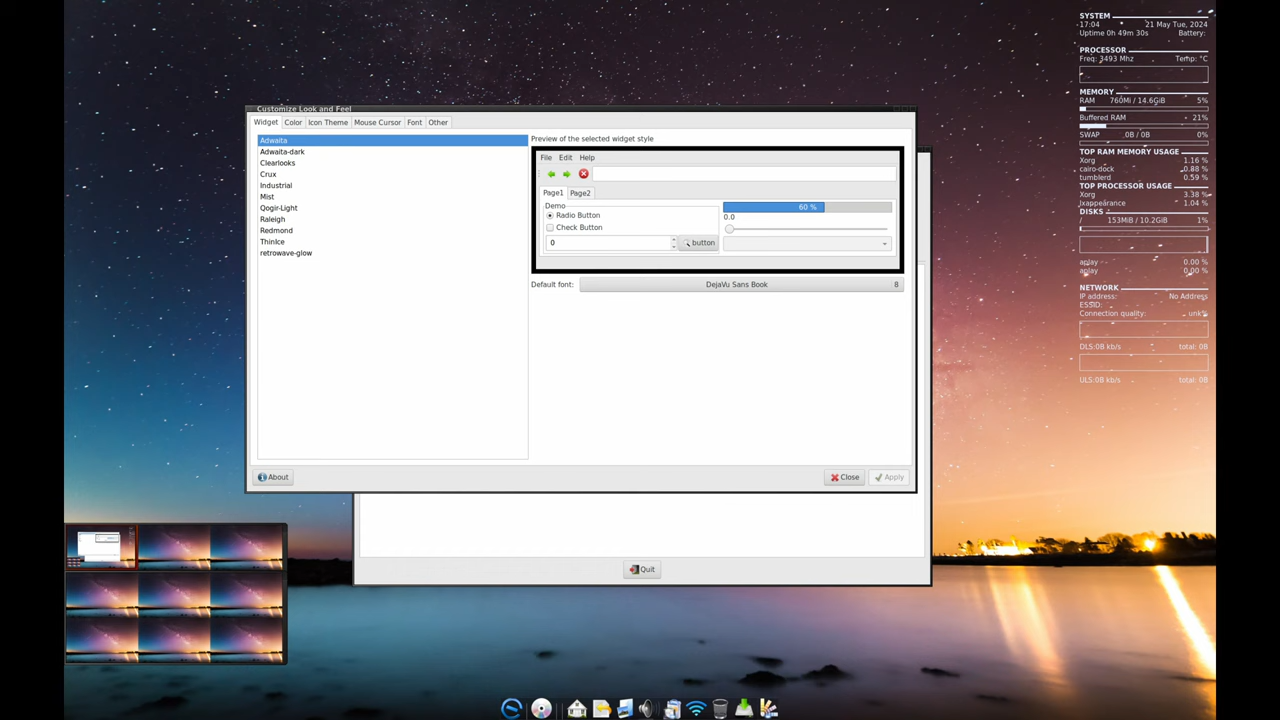 Customize Look and Feel
Widget Color Icon Theme Mouse Cursor Font Other
Adwaita
Adwaita-dark
Clearlooks
Crux
Industrial
Mist
Qogir-Light
Raleigh
Redmond
ThinIce
retrowave-glow
Preview of the selected widget style
File Edit Help
Page1 Page2
Demo
Radio Button
Check Button
0 button
60 %
0.0
Default font: DejaVu Sans Book 8
About Close Apply
Quit
SYSTEM
17:04 21 May Tue, 2024
Uptime 0h 49m 30s Battery:
PROCESSOR
Freq: 3493 Mhz Temp: °C
MEMORY
RAM 760Mi / 14.6GiB 5%
Buffered RAM 21%
SWAP .0B / 0B 0%
TOP RAM MEMORY USAGE
Xorg 1.16 %
cairo-dock 0.88 %
tumblerd 0.59 %
TOP PROCESSOR USAGE
Xorg 3.38 %
lxappearance 1.04 %
DISKS
/ 153MiB / 10.2GiB 1%
aplay 0.00 %
aplay 0.00 %
NETWORK
IP address: No Address
ESSID:
Connection quality: unk%
DLS:0B kb/s total: 0B
ULS:0B kb/s total: 0B